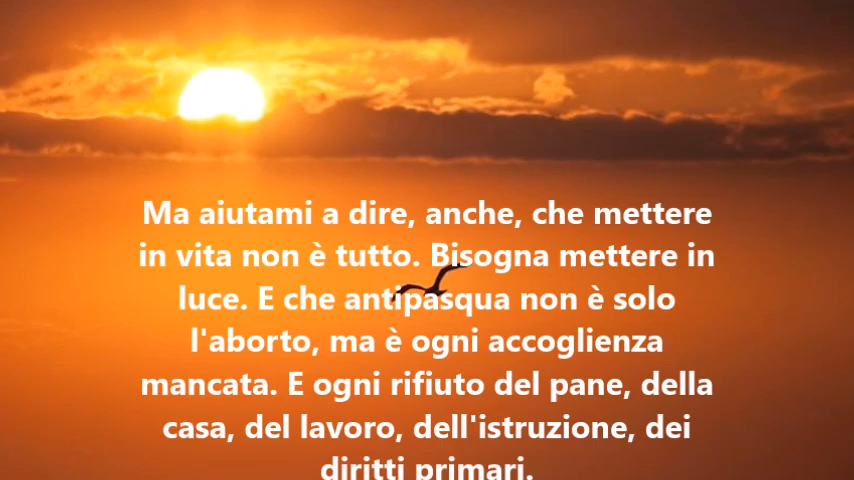 Ma aiutami a dire, anche, che mettere
in vita non è tutto. Bisogna mettere in
luce. E che antipasqua non è solo
l'aborto, ma è ogni accoglienza
mancata. E ogni rifiuto del pane, della
casa, del lavoro, dell'istruzione, dei
diritti primari.